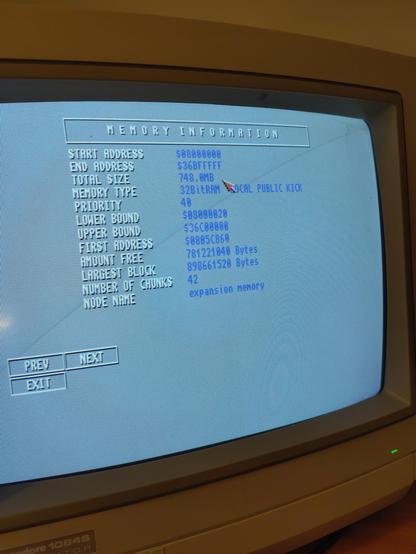 MEMORY INFORMATION
START ADDRESS $08000000
END ADDRESS $36BFFFFF
TOTAL SIZE 748.0MB
MEMORY TYPE 32BitRAM LOCAL PUBLIC KICK
PRIORITY 40
LOWER BOUND $08000020
UPPER BOUND $36C00000
FIRST ADDRESS $0805C860
AMOUNT FREE 781221040 Bytes
LARGEST BLOCK 898661520 Bytes
NUMBER OF CHUNKS 42
NODE NAME expansion memory
PREV NEXT
EXIT